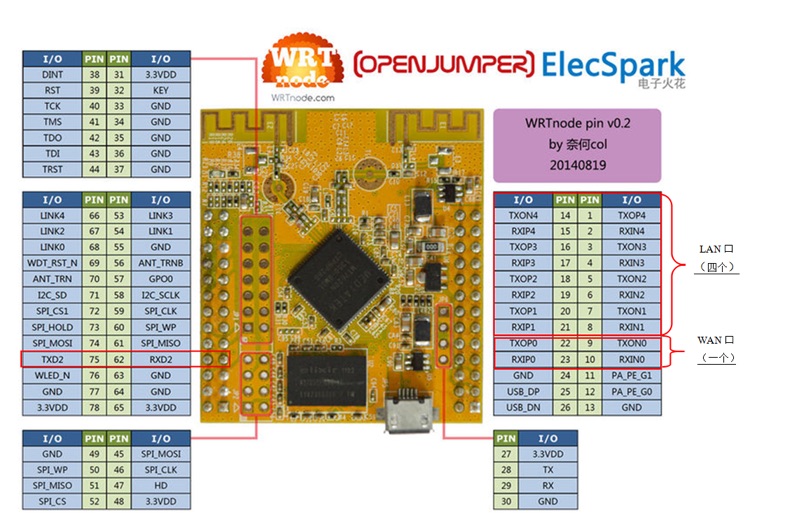 WRT
node
WRTnode.com
OPENJUMPER
ElecSpark
电子火花
WRTnode pin v0.2
by 奈何col
20140819
I/O PIN PIN I/O
DINT 38 31 3.3VDD
RST 39 32 KEY
TCK 40 33 GND
TMS 41 34 GND
TDO 42 35 GND
TDI 43 36 GND
TRST 44 37 GND
I/O PIN PIN I/O
LINK4 66 53 LINK3
LINK2 67 54 LINK1
LINK0 68 55 GND
WDT_RST_N 69 56 ANT_TRNB
ANT_TRN 70 57 GPO0
I2C_SD 71 58 I2C_SCLK
SPI_CS1 72 59 SPI_CLK
SPI_HOLD 73 60 SPI_WP
SPI_MISO 74 61 SPI_MOSI
TXD2 75 62 RXD2
WLED_N 76 63 GND
GND 77 64 GND
3.3VDD 78 65 3.3VDD
I/O PIN PIN I/O
GND 49 45 SPI_MOSI
SPI_WP 50 46 SPI_CLK
SPI_MISO 51 47 HD
SPI_CS 52 48 3.3VDD
I/O PIN PIN I/O
TXON4 14 1 TXOP4
RXIP4 15 2 RXIN4
TXOP3 16 3 TXON3
RXIP3 17 4 RXIN3
TXOP2 18 5 TXON2
RXIP2 19 6 RXIN2
TXOP1 20 7 TXON1
RXIP1 21 8 RXIN1
TXOP0 22 9 TXON0
RXIP0 23 10 RXIN0
GND 24 11 PA_PE_G1
USB_DP 25 12 PA_PE_G0
USB_DN 26 13 GND
LAN 口
（四个）
WAN 口
（一个）
PIN I/O
27 3.3VDD
28 TX
29 RX
30 GND